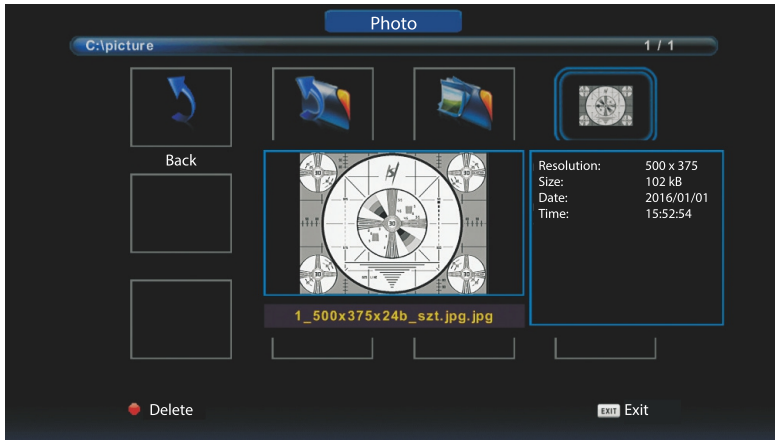 Photo
C:\picture
1 / 1
Back
Resolution: 500 x 375
Size: 102 kB
Date: 2016/01/01
Time: 15:52:54
1_500x375x24b_szt.jpg.jpg
Delete
EXIT Exit